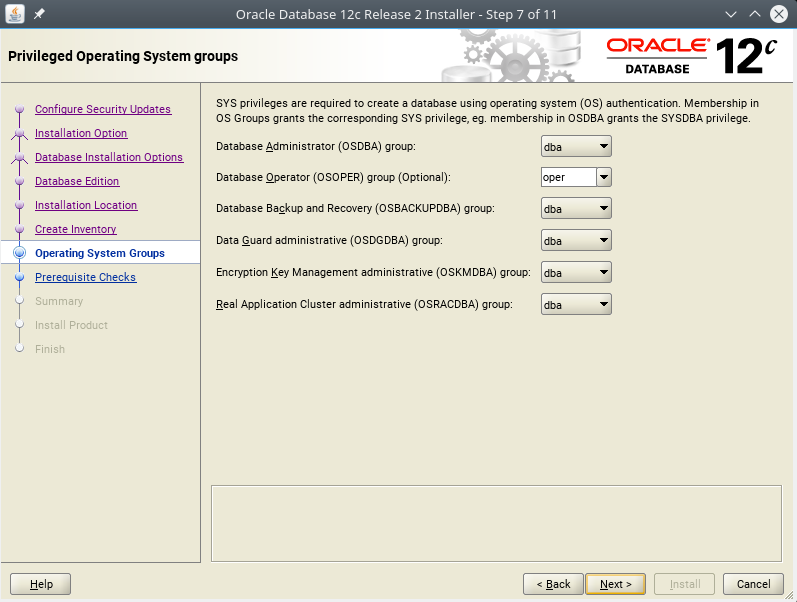 Oracle Database 12c Release 2 Installer - Step 7 of 11
Privileged Operating System groups
ORACLE® 12c
DATABASE
Configure Security Updates
Installation Option
Database Installation Options
Database Edition
Installation Location
Create Inventory
Operating System Groups
Prerequisite Checks
Summary
Install Product
Finish
SYS privileges are required to create a database using operating system (OS) authentication. Membership in
OS Groups grants the corresponding SYS privilege, eg. membership in OSDBA grants the SYSDBA privilege.
Database Administrator (OSDBA) group: dba
Database Operator (OSOPER) group (Optional): oper
Database Backup and Recovery (OSBACKUPDBA) group: dba
Data Guard administrative (OSDGDBA) group: dba
Encryption Key Management administrative (OSKMDBA) group: dba
Real Application Cluster administrative (OSRACDBA) group: dba
Help < Back Next > Install Cancel